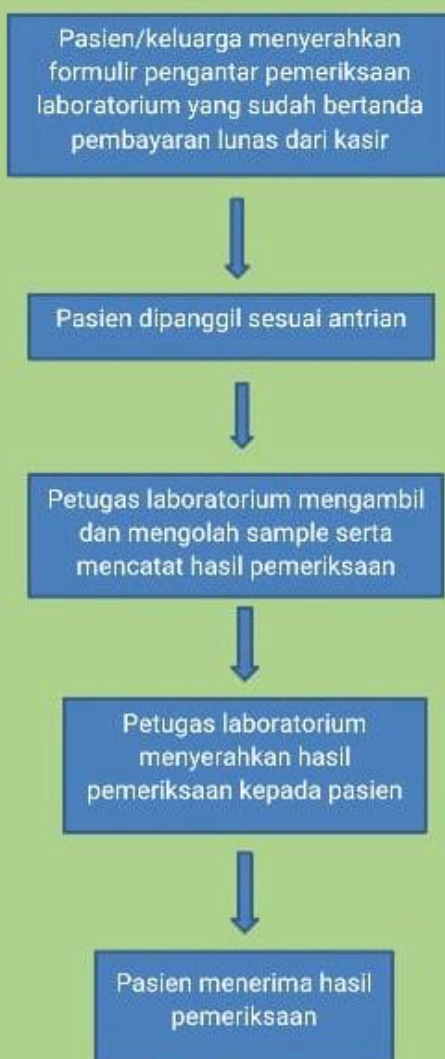 Pasien/keluarga menyerahkan
formulir pengantar pemeriksaan
laboratorium yang sudah bertanda
pembayaran lunas dari kasir
Pasien dipanggil sesuai antrian
Petugas laboratorium mengambil
dan mengolah sample serta
mencatat hasil pemeriksaan
Petugas laboratorium
menyerahkan hasil
pemeriksaan kepada pasien
Pasien menerima hasil
pemeriksaan